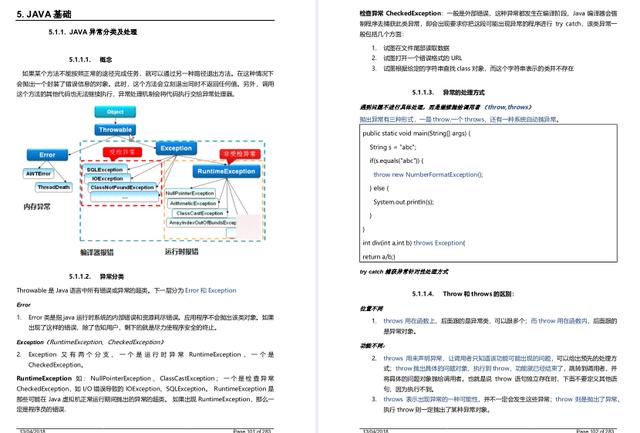 5. JAVA 基础
5.1.1. JAVA 异常分类及处理
5.1.1.1. 概念
如果某个方法不能按照正常的途径完成任务，就可以通过另一种路径退出方法。在这种情况下
会抛出一个封装了错误信息的对象。此时，这个方法会立刻退出同时不返回任何值。另外，调用
这个方法的其他代码也无法继续执行，异常处理机制会将代码执行交给异常处理器。
Object
Throwable
Error
受检异常
Exception
非受检异常
AWTError
ThreadDeath
SQLException
IOException
ClassNotFoundException
....
RuntimeException
NullPointerException
ArithmeticException
ClassCastException
ArrayIndexOutOfBundsExcep
内存异常
编译器报错
运行时报错
5.1.1.2. 异常分类
Throwable 是 Java 语言中所有错误或异常的超类。下一层分为 Error 和 Exception
Error
1. Error 类是指 java 运行时系统的内部错误和资源耗尽错误。应用程序不会抛出该类对象。如果
出现了这样的错误，除了告知用户，剩下的就是尽力使程序安全的终止。
Exception（RuntimeException、CheckedException）
2. Exception 又有两个分支，一个是运行时异常 RuntimeException，一个是
CheckedException。
RuntimeException 如：NullPointerException、ClassCastException；一个是检查异常
CheckedException，如 I/O 错误导致的 IOException、SQLException。 RuntimeException 是
那些可能在 Java 虚拟机正常运行期间抛出的异常的超类。 如果出现 RuntimeException，那么一
定是程序员的错误.
13/04/2018
Page 101 of 283
检查异常 CheckedException：一般是外部错误，这种异常都发生在编译阶段，Java 编译器会强
制程序去捕获此类异常，即会出现要求你把这段可能出现异常的程序进行 try catch，该类异常一
般包括几个方面：
1. 试图在文件尾部读取数据
2. 试图打开一个错误格式的 URL
3. 试图根据给定的字符串查找 class 对象，而这个字符串表示的类并不存在
5.1.1.3. 异常的处理方式
遇到问题不进行具体处理，而是继续抛给调用者 （throw,throws）
抛出异常有三种形式，一是 throw,一个 throws，还有一种系统自动抛异常。
public static void main(String[] args) {
String s = "abc";
if(s.equals("abc")) {
throw new NumberFormatException();
} else {
System.out.println(s);
}
}
int div(int a,int b) throws Exception{
return a/b;}
try catch 捕获异常针对性处理方式
5.1.1.4. Throw 和 throws 的区别：
位置不同
1. throws 用在函数上，后面跟的是异常类，可以跟多个；而 throw 用在函数内，后面跟的
是异常对象。
功能不同：
2. throws 用来声明异常，让调用者只知道该功能可能出现的问题，可以给出预先的处理方
式；throw 抛出具体的问题对象，执行到 throw，功能就已经结束了，跳转到调用者，并
将具体的问题对象抛给调用者。也就是说 throw 语句独立存在时，下面不要定义其他语
句，因为执行不到。
3. throws 表示出现异常的一种可能性，并不一定会发生这些异常；throw 则是抛出了异常，
执行 throw 则一定抛出了某种异常对象。
13/04/2018
Page 102 of 283